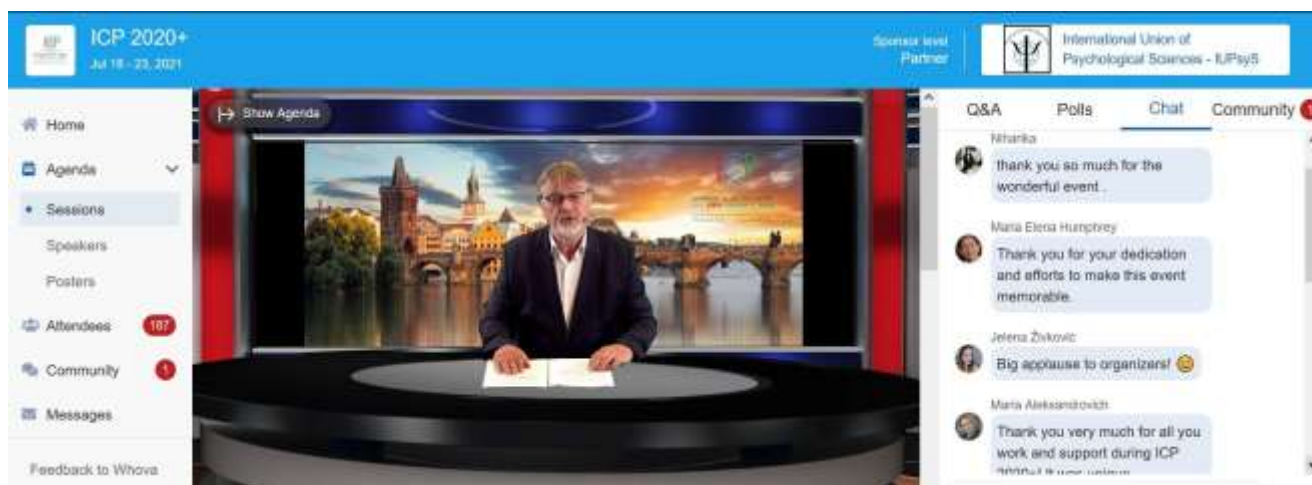 ICP 2020+
Jul 18 - 23, 2021
Sponsor level
Partner
International Union of
Psychological Sciences - IUPsyS
Home
Agenda
Sessions
Speakers
Posters
Attendees
187
Community
1
Messages
Feedback to Whova
Show Agenda
Q&A
Polls
Chat
Community
Niharika
thank you so much for the
wonderful event .
Maria Elena Humphrey
Thank you for your dedication
and efforts to make this event
memorable.
Jelena Živković
Big applause to organizers!
Maria Aleksandrovich
Thank you very much for all you
work and support during ICP
2020+! It was unique